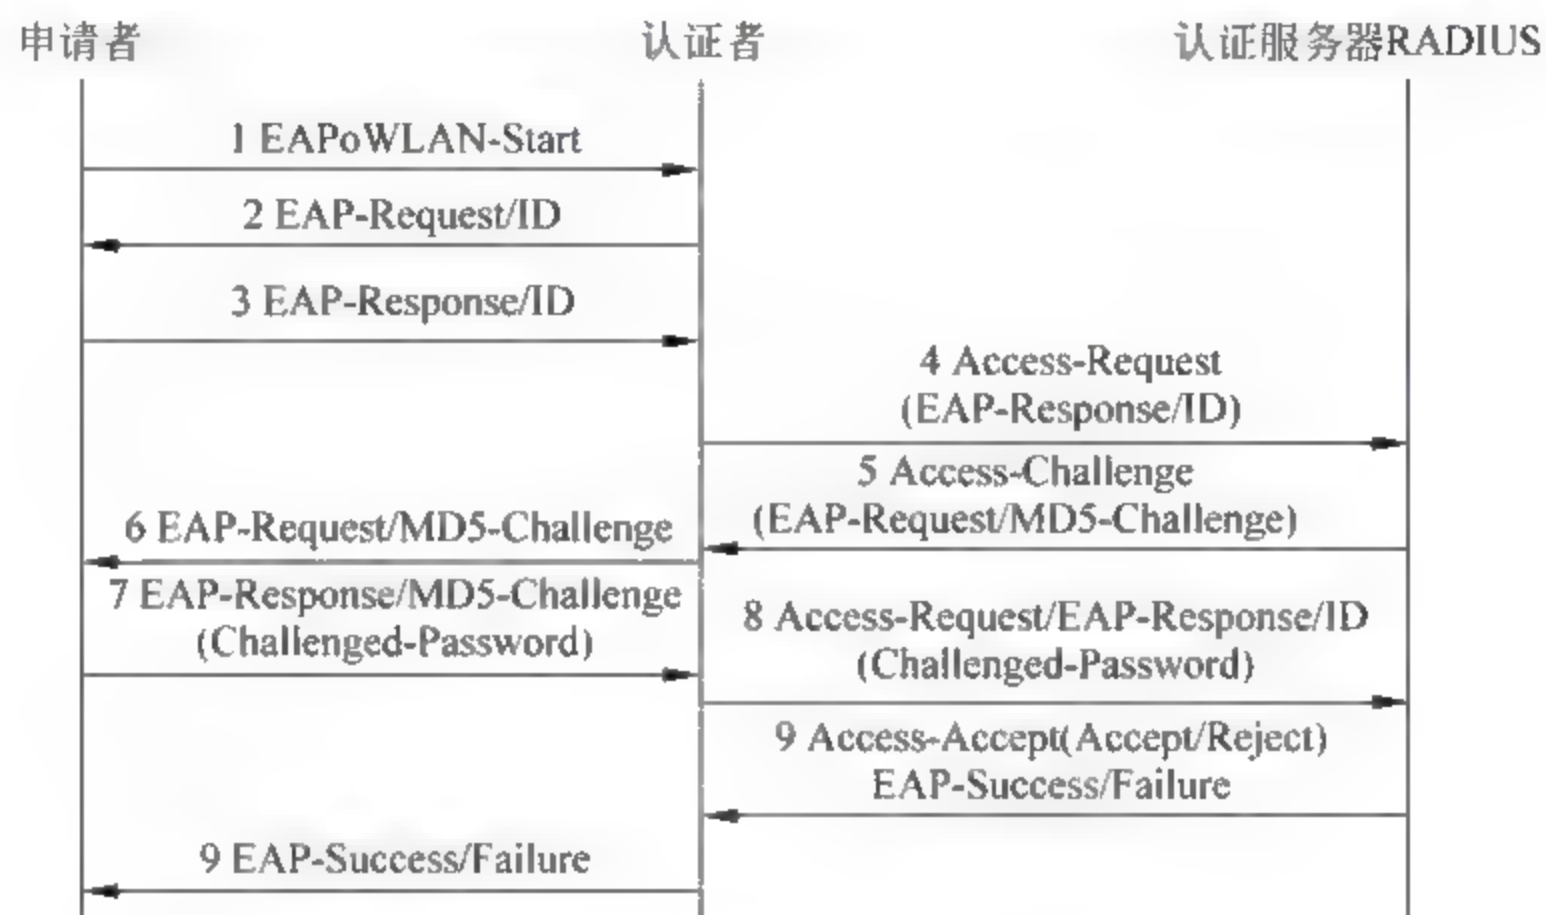 申请者
认证者
认证服务器RADIUS
1 EAPoWLAN-Start
2 EAP-Request/ID
3 EAP-Response/ID
4 Access-Request
(EAP-Response/ID)
5 Access-Challenge
(EAP-Request/MD5-Challenge)
6 EAP-Request/MD5-Challenge
7 EAP-Response/MD5-Challenge
(Challenged-Password)
8 Access-Request/EAP-Response/ID
(Challenged-Password)
9 Access-Accept(Accept/Reject)
EAP-Success/Failure
9 EAP-Success/Failure